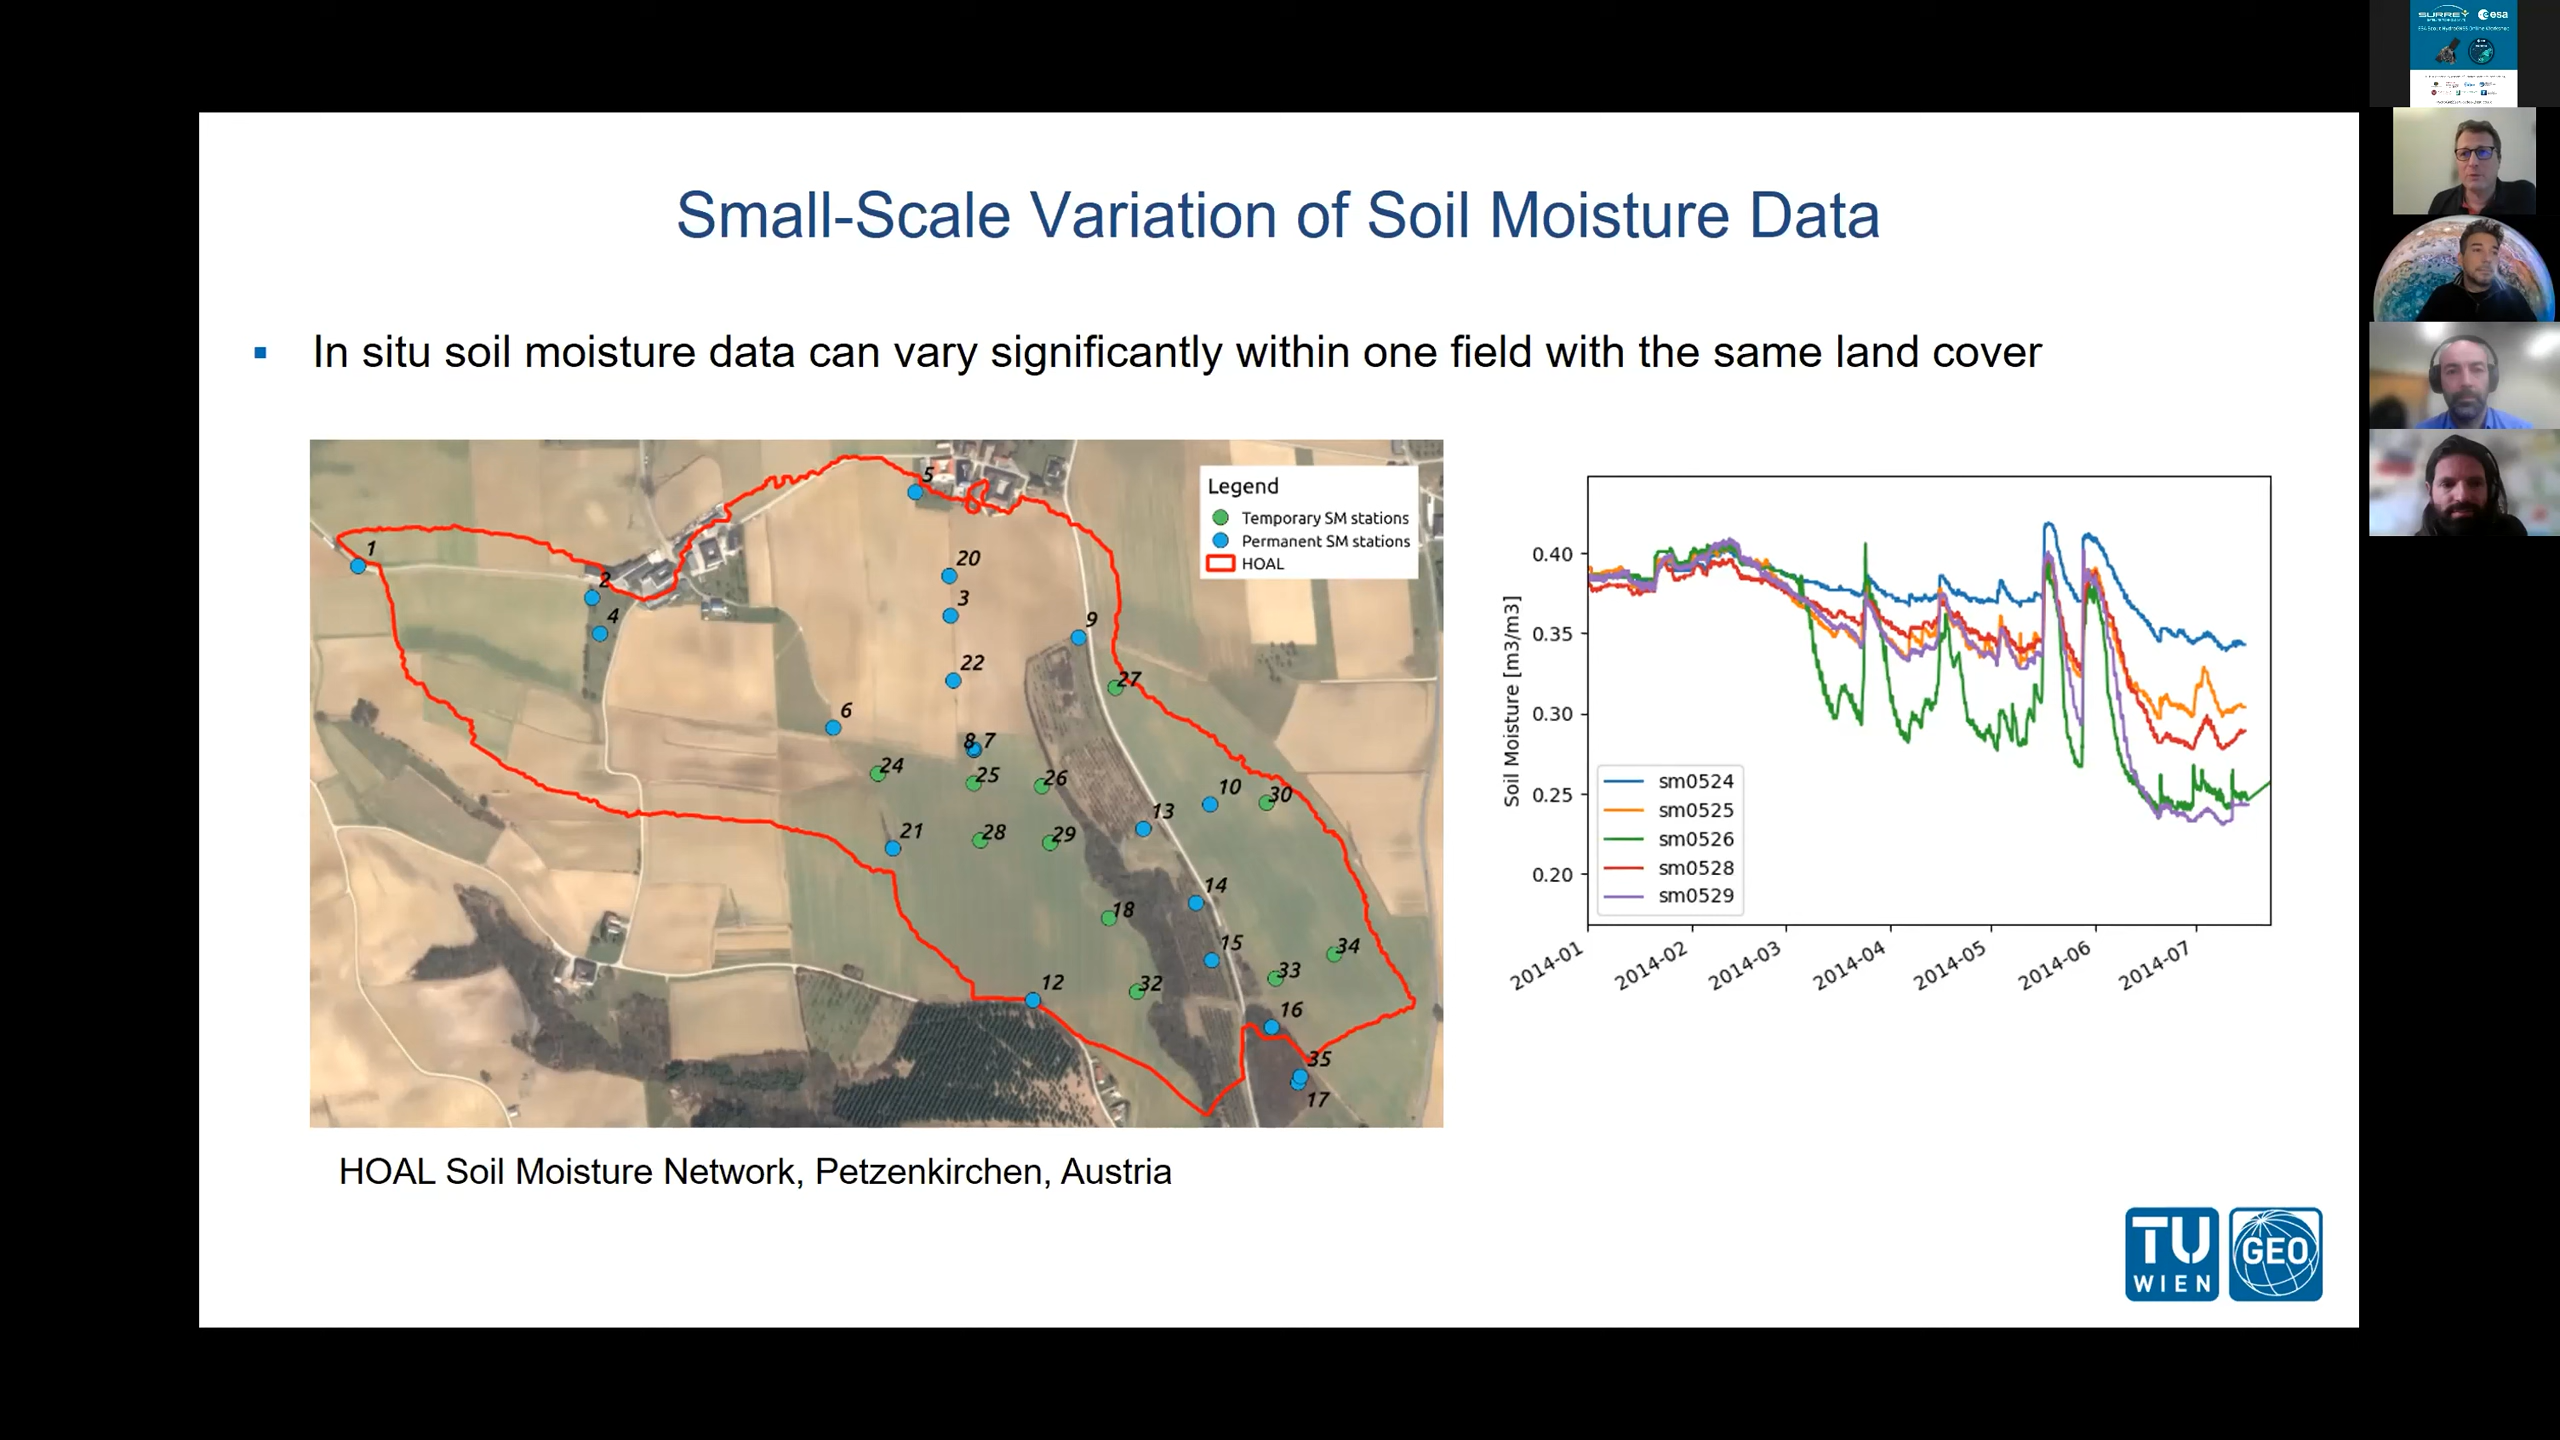 Small-Scale Variation of Soil Moisture Data
In situ soil moisture data can vary significantly within one field with the same land cover
1
2
4
5
20
3
22
9
27
6
8
7
24
25
26
10
30
13
21
28
29
14
18
15
34
33
12
32
16
35
17
Legend
Temporary SM stations
Permanent SM stations
HOAL
HOAL Soil Moisture Network, Petzenkirchen, Austria
Soil Moisture [m3/m3]
0.40
0.35
0.30
0.25
0.20
sm0524
sm0525
sm0526
sm0528
sm0529
2014-01
2014-02
2014-03
2014-04
2014-05
2014-06
2014-07
TU
WIEN
GEO
SURREY
esa